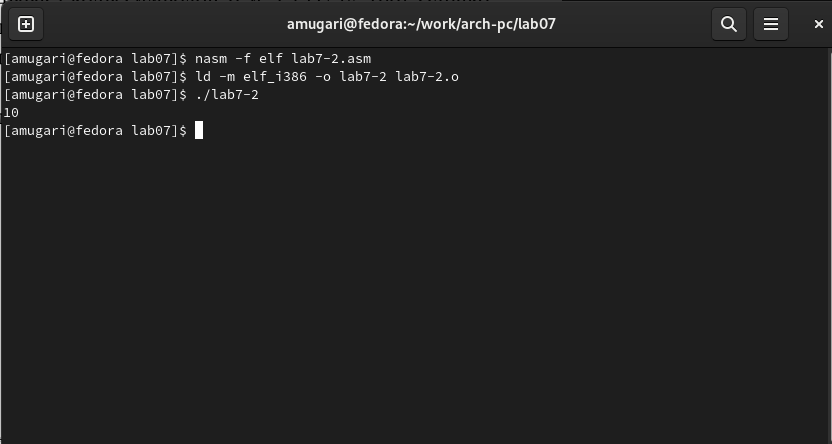 amugari@fedora:~/work/arch-pc/lab07
[amugari@fedora lab07]$ nasm -f elf lab7-2.asm
[amugari@fedora lab07]$ ld -m elf_i386 -o lab7-2 lab7-2.o
[amugari@fedora lab07]$ ./lab7-2
10
[amugari@fedora lab07]$